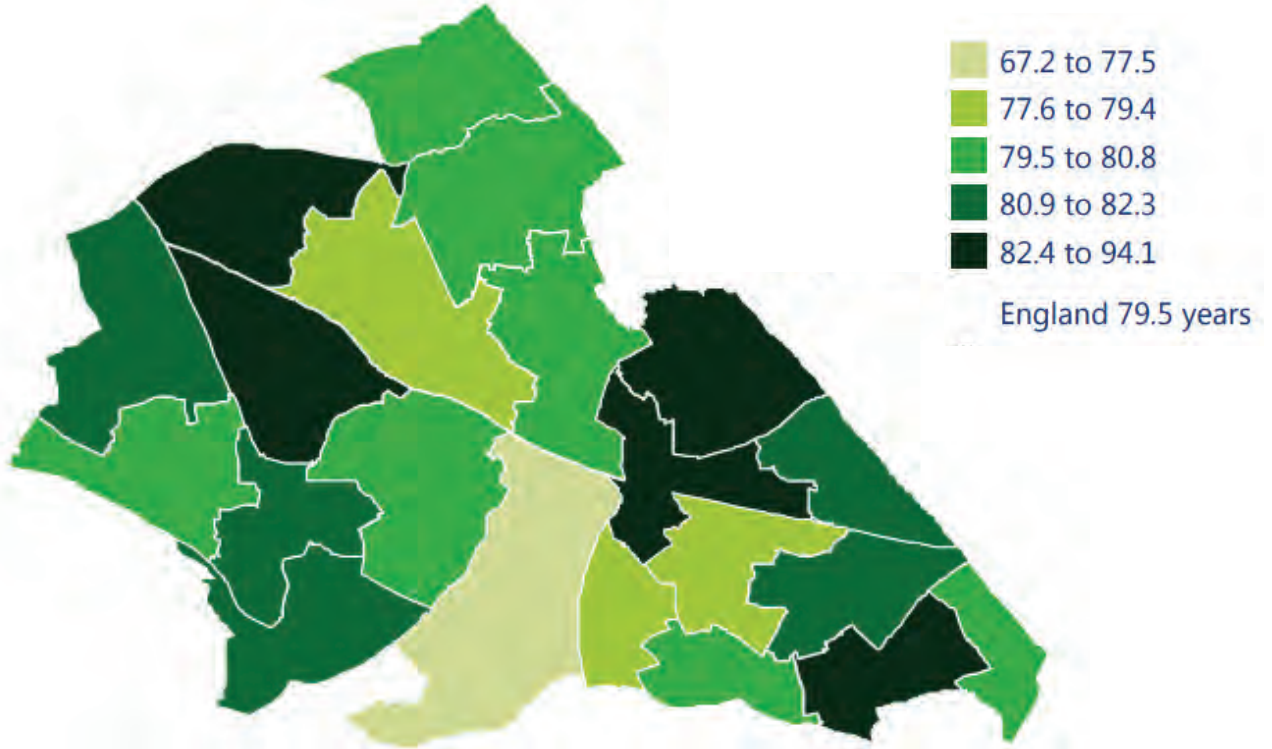 67.2 to 77.5
77.6 to 79.4
79.5 to 80.8
80.9 to 82.3
82.4 to 94.1
England 79.5 years